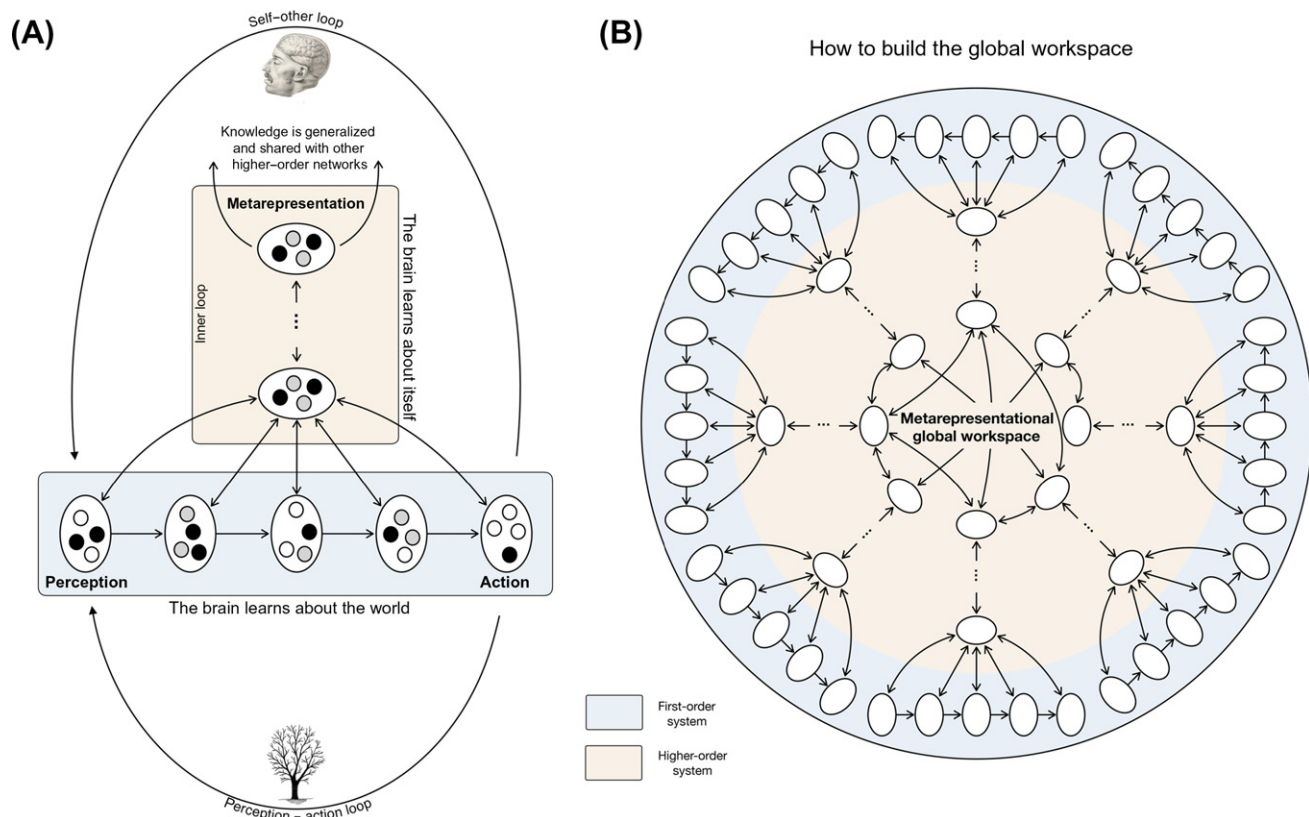 (A)
Self–other loop
Knowledge is generalized
and shared with other
higher–order networks
Metarepresentation
Inner loop
The brain learns about itself
Perception
Action
The brain learns about the world
Perception – action loop
(B)
How to build the global workspace
Metarepresentational
global workspace
First-order
system
Higher-order
system